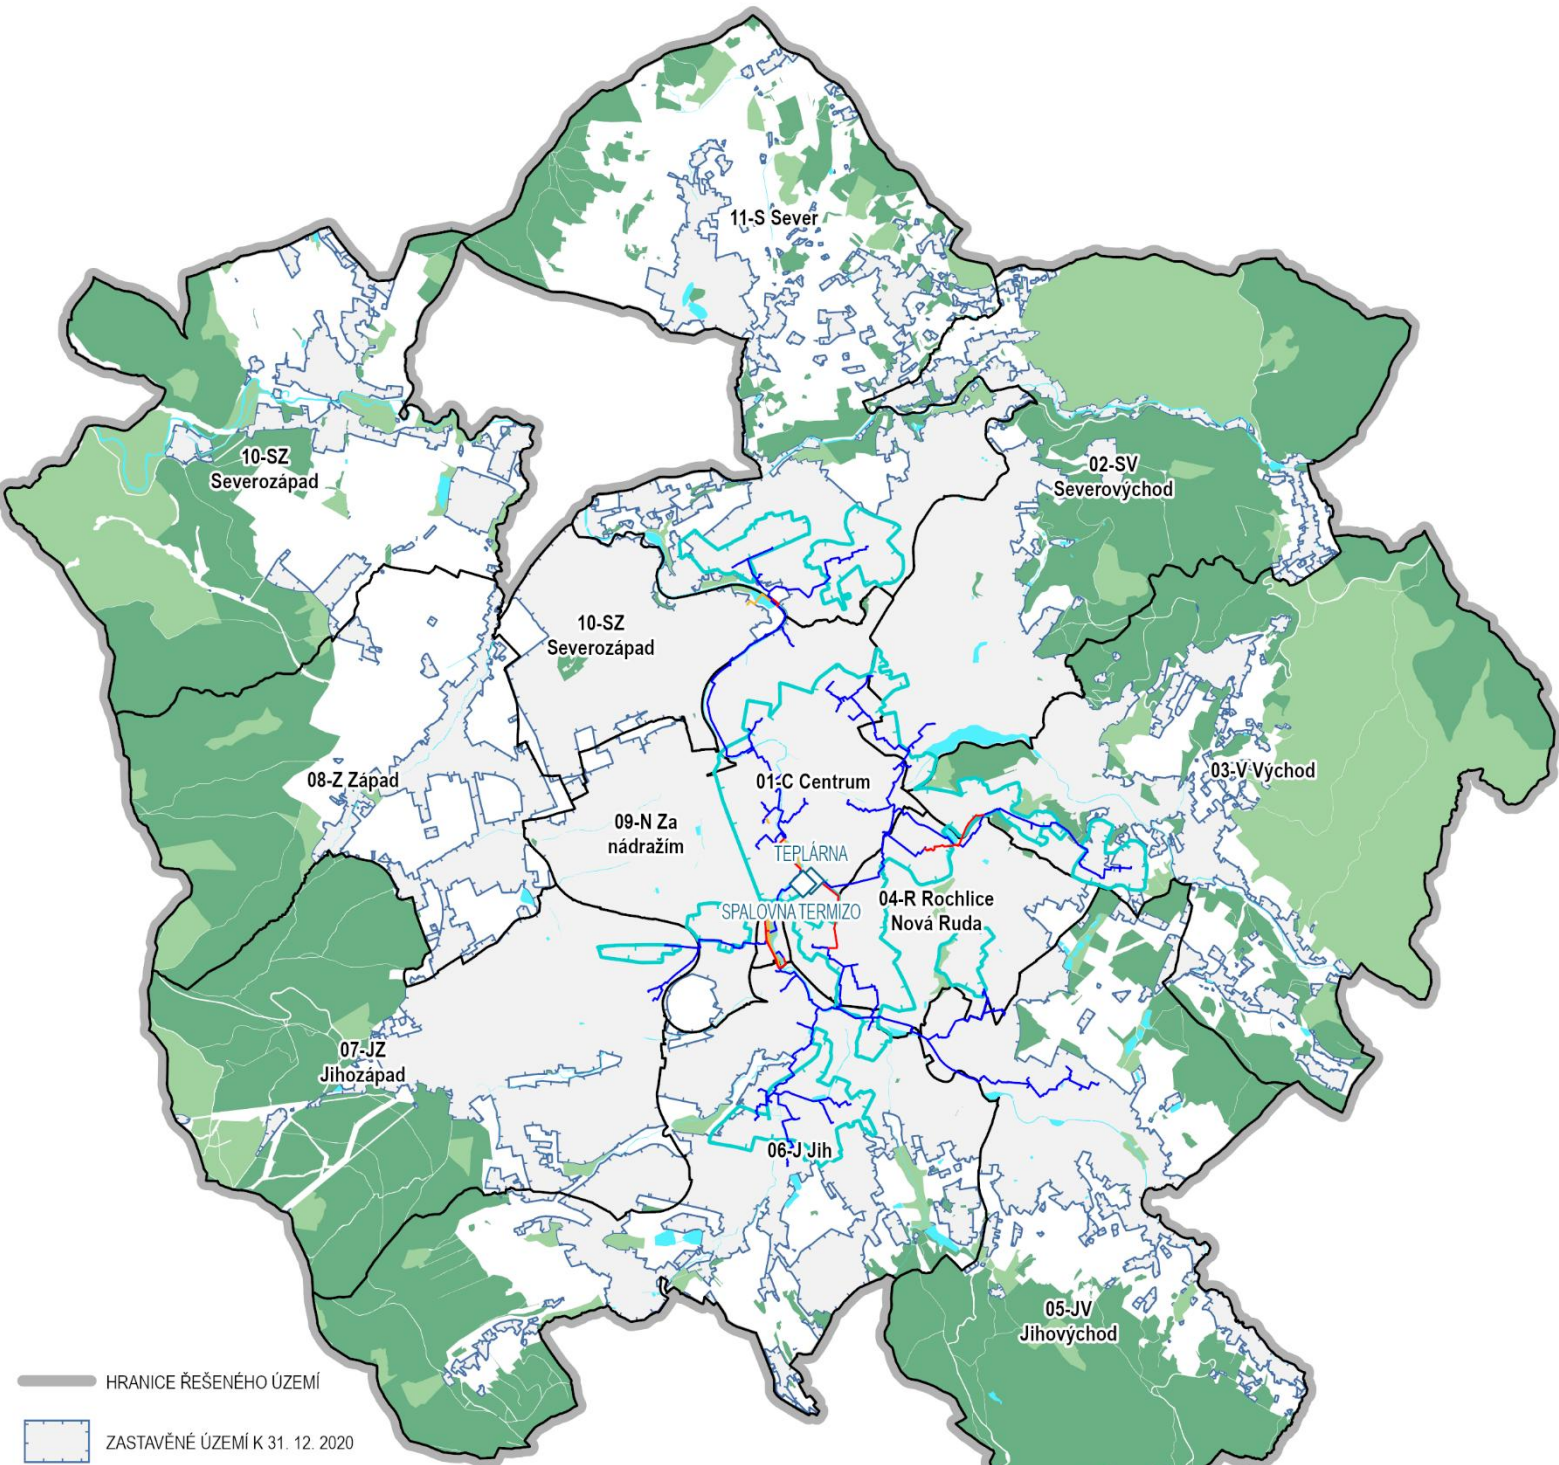 11-S Sever
10-SZ
Severozápad
02-SV
Severovýchod
10-SZ
Severozápad
08-Z Západ
01-C Centrum
03-V Východ
09-N Za
nádražím
TEPLÁRNA
SPALOVNA TERMIZO
04-R Rochlice
Nová Ruda
07-JZ
Jihozápad
06-J Jih
05-JV
Jihovýchod
HRANICE ŘEŠENÉHO ÚZEMÍ
ZASTAVĚNÉ ÚZEMÍ K 31. 12. 2020